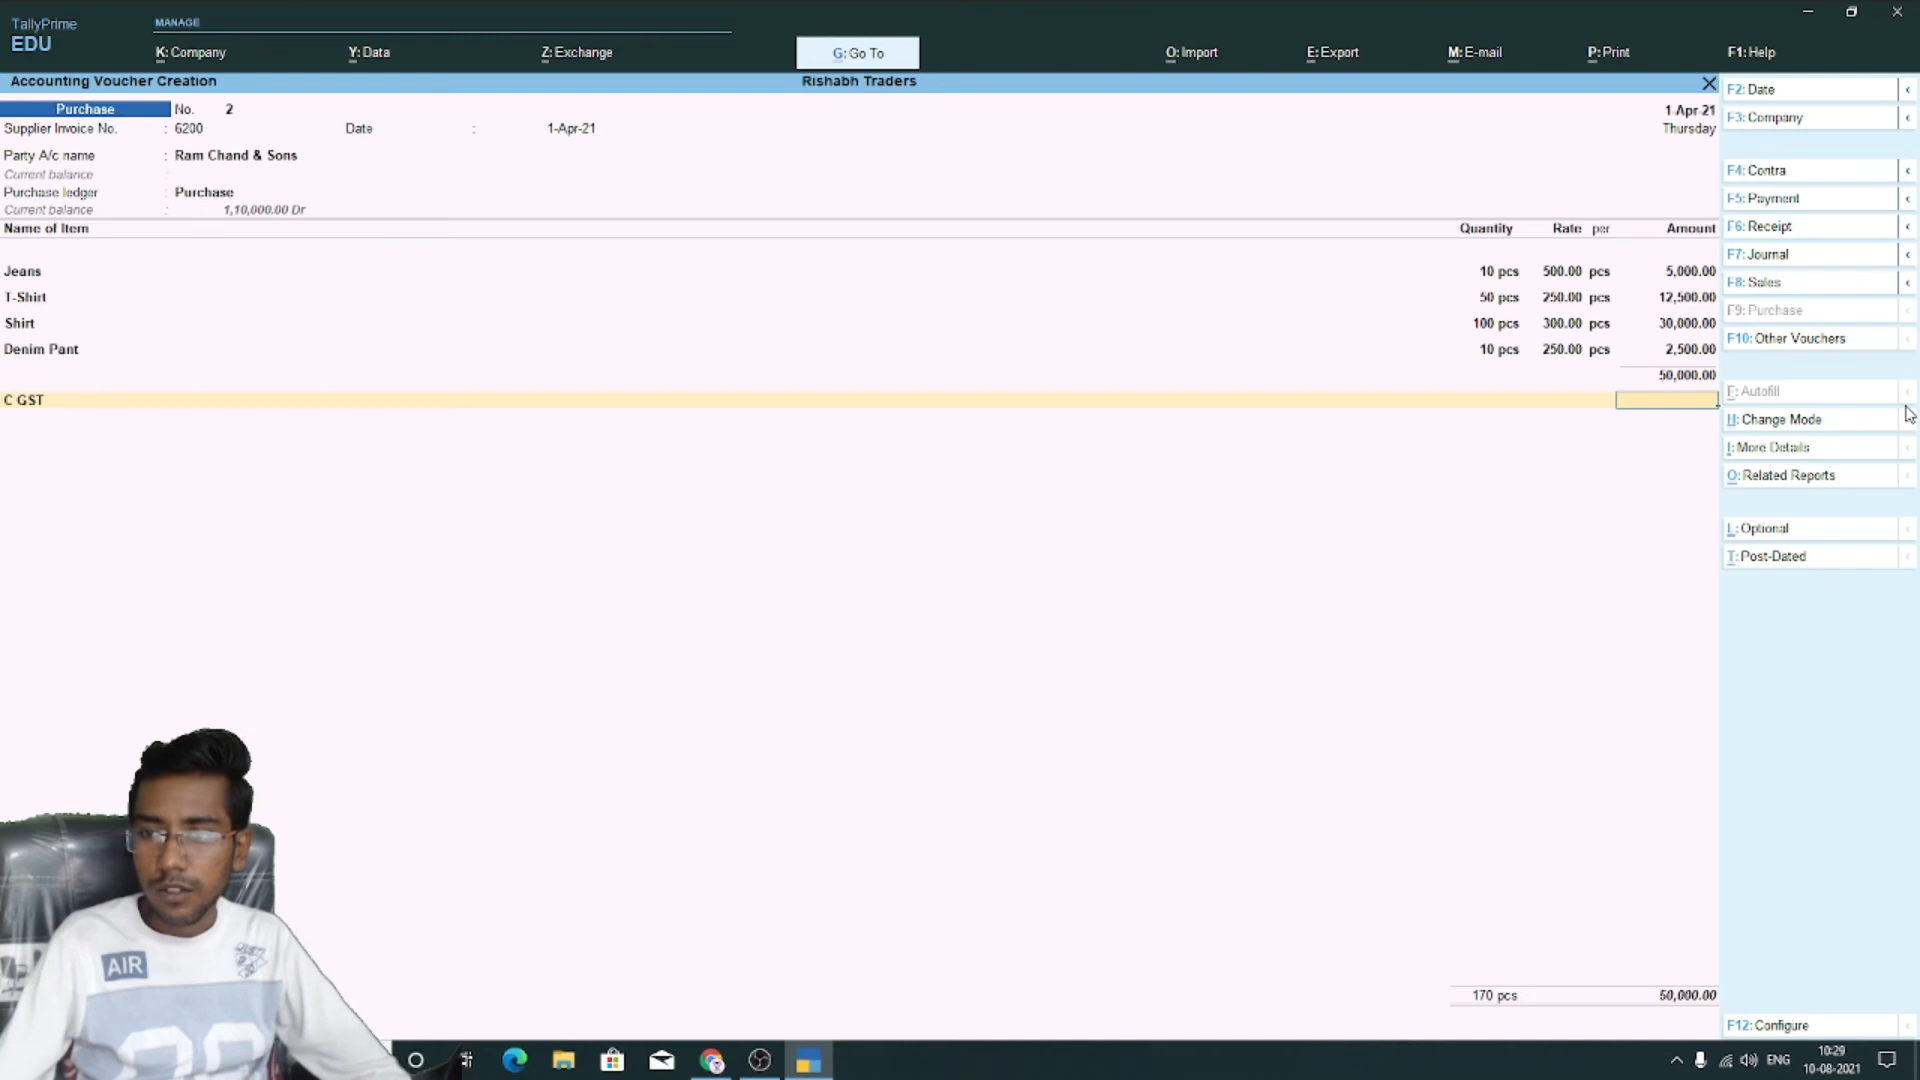 TallyPrime
EDU
MANAGE
K: Company
Y: Data
Z: Exchange
G: Go To
O: Import
E: Export
M: E-mail
P: Print
F1: Help
Accounting Voucher Creation
Rishabh Traders
Purchase No. 2
1-Apr-21
Thursday
Supplier Invoice No. : 6200 Date : 1-Apr-21
Party A/c name : Ram Chand & Sons
Current balance :
Purchase ledger : Purchase
Current balance : 1,10,000.00 Dr
Name of Item Quantity Rate per Amount
Jeans 10 pcs 500.00 pcs 5,000.00
T-Shirt 50 pcs 250.00 pcs 12,500.00
Shirt 100 pcs 300.00 pcs 30,000.00
Denim Pant 10 pcs 250.00 pcs 2,500.00
50,000.00
C GST
170 pcs 50,000.00
F2: Date
F3: Company
F4: Contra
F5: Payment
F6: Receipt
F7: Journal
F8: Sales
F9: Purchase
F10: Other Vouchers
F: Autofill
H: Change Mode
I: More Details
O: Related Reports
L: Optional
T: Post-Dated
F12: Configure
AIR
ENG
10:29
10-08-2021